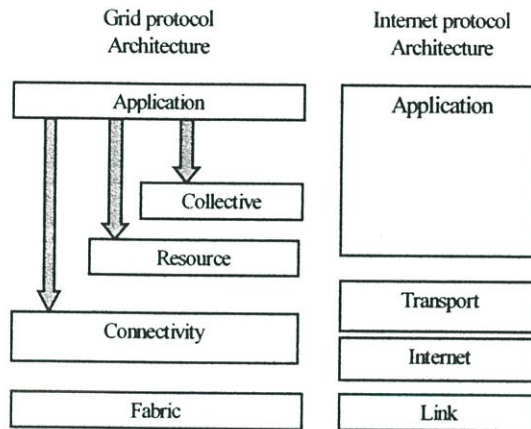 Grid protocol
Architecture
Internet protocol
Architecture
Application
Collective
Resource
Connectivity
Fabric
Application
Transport
Internet
Link